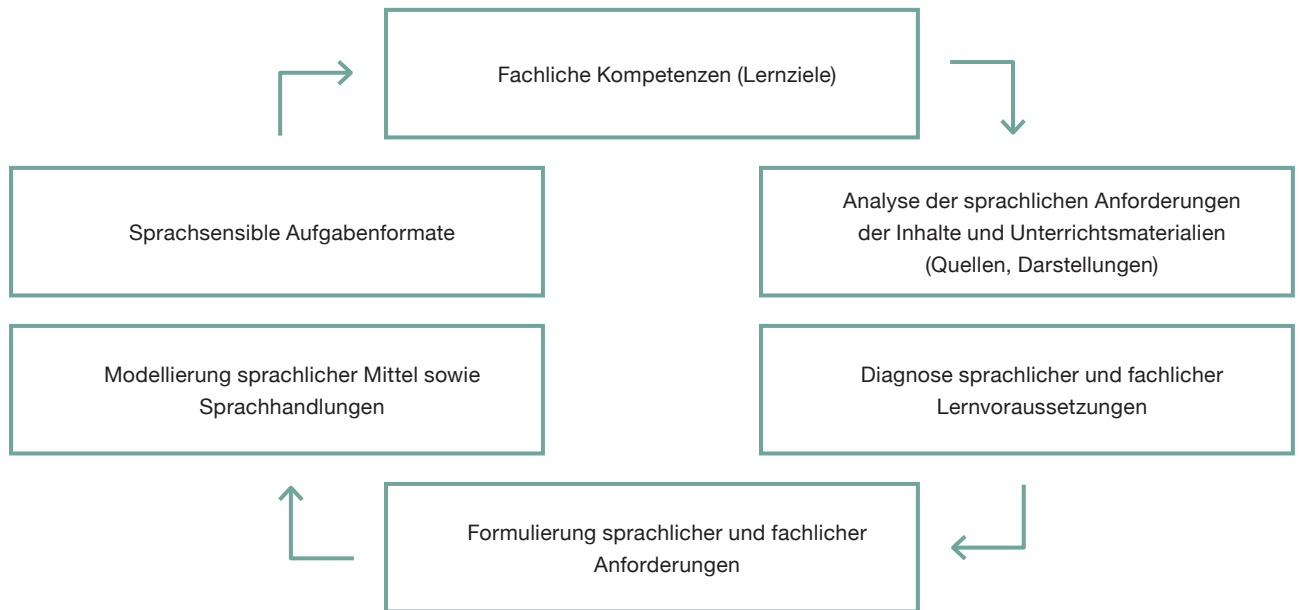 Fachliche Kompetenzen (Lernziele)
Sprachsensible Aufgabenformate
Analyse der sprachlichen Anforderungen
der Inhalte und Unterrichtsmaterialien
(Quellen, Darstellungen)
Modellierung sprachlicher Mittel sowie
Sprachhandlungen
Diagnose sprachlicher und fachlicher
Lernvoraussetzungen
Formulierung sprachlicher und fachlicher
Anforderungen